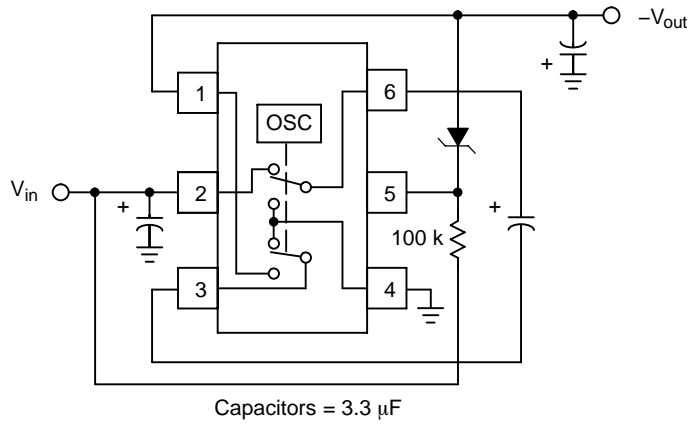 −Vout
+
1
6
OSC
Vin
2
5
+
+
100 k
3
4
Capacitors = 3.3 μF